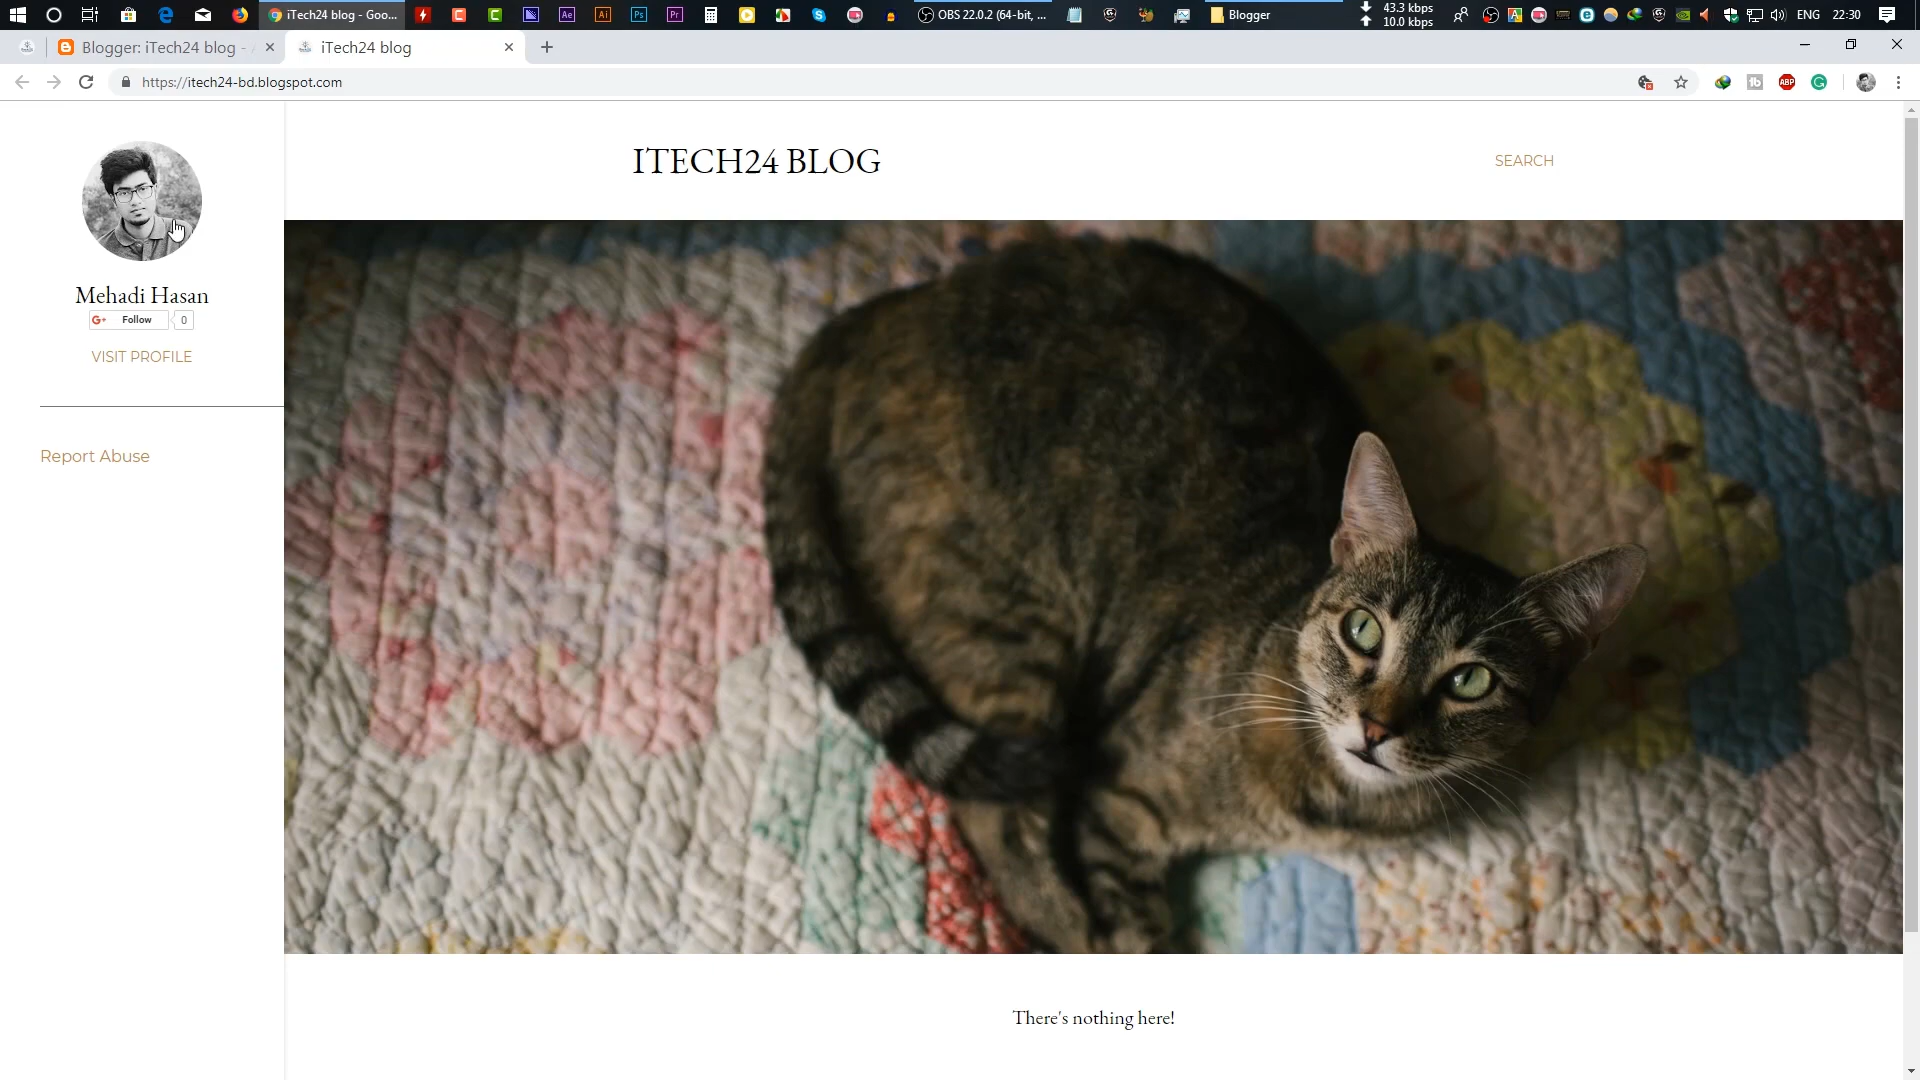 iTech24 blog - Goo...
OBS 22.0.2 (64-bit, ...
Blogger
43.3 kbps
10.0 kbps
ENG
22:30
Blogger: iTech24 blog -
iTech24 blog
https://itech24-bd.blogspot.com
ITECH24 BLOG
SEARCH
Mehadi Hasan
G+ Follow 0
VISIT PROFILE
Report Abuse
There's nothing here!